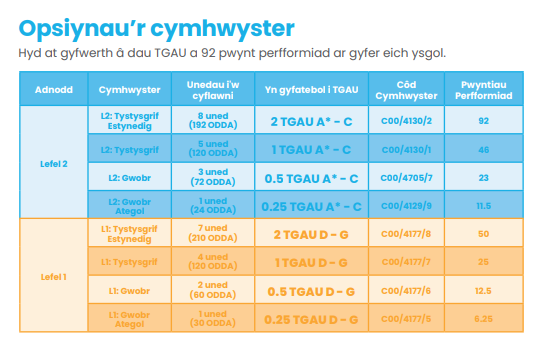 Opsiynau'r cymhwyster
Hyd at gyfwerth â dau TGAU a 92 pwynt perfformiad ar gyfer eich ysgol.
Adnodd
Cymhwyster
Unedau i'w
cyflawni
Yn gyfatebol i TGAU
Côd
Cymhwyster
Pwyntiau
Perfformiad
Lefel 2
L2: Tystysgrif
Estynedig
8 uned
(192 ODDA)
2 TGAU A* - C
C00/4130/2
92
L2: Tystysgrif
5 uned
(120 ODDA)
1 TGAU A* - C
C00/4130/1
46
L2: Gwobr
3 uned
(72 ODDA)
0.5 TGAU A* - C
C00/4705/7
23
L2: Gwobr
Ategol
1 uned
(24 ODDA)
0.25 TGAU A* - C
C00/4129/9
11.5
Lefel 1
L1: Tystysgrif
Estynedig
7 uned
(210 ODDA)
2 TGAU D - G
C00/4177/8
50
L1: Tystysgrif
4 uned
(120 ODDA)
1 TGAU D - G
C00/4177/7
25
L1: Gwobr
2 uned
(60 ODDA)
0.5 TGAU D - G
C00/4177/6
12.5
L1: Gwobr
Ategol
1 uned
(30 ODDA)
0.25 TGAU D - G
C00/4177/5
6.25